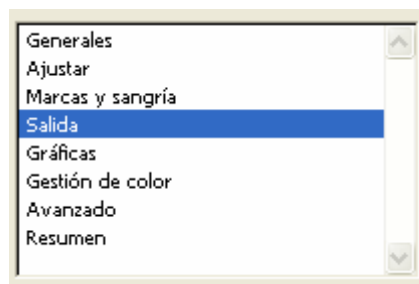 Generales
Ajustar
Marcas y sangría
Salida
Gráficas
Gestión de color
Avanzado
Resumen